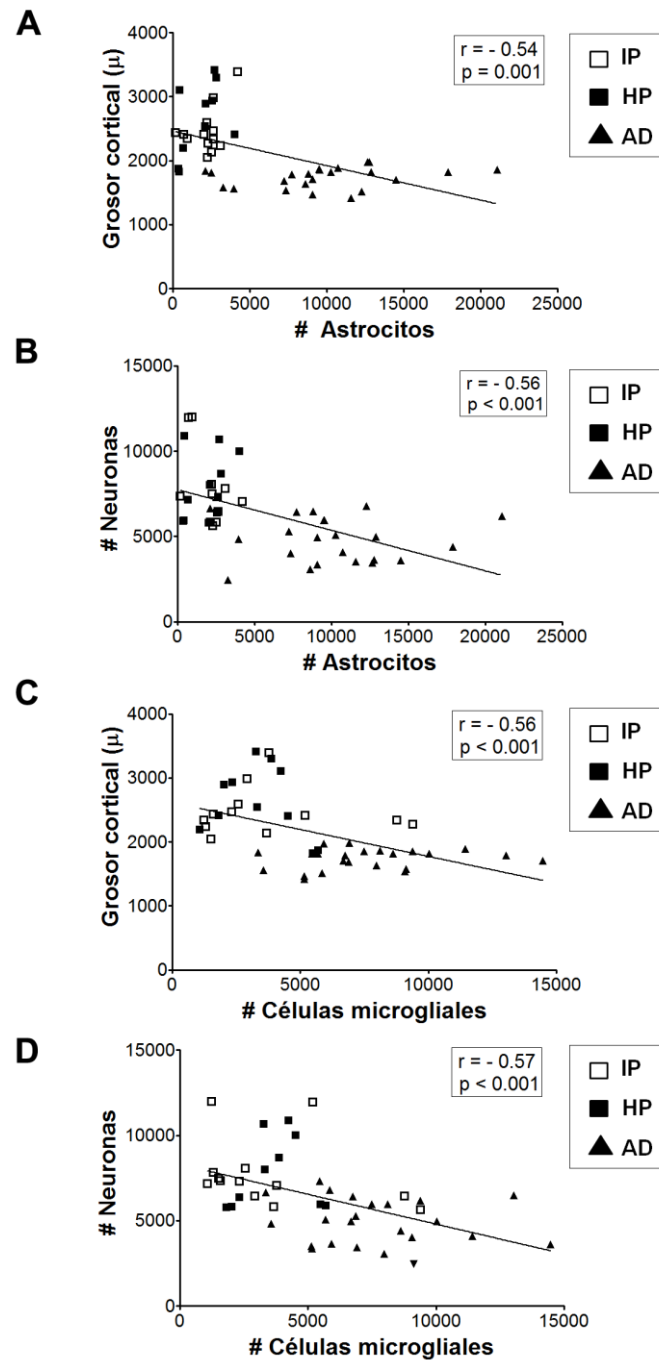 A
Grosor cortical (μ)
4000
3000
2000
1000
0
0 5000 10000 15000 20000 25000
# Astrocitos
r = - 0.54
p = 0.001
IP
HP
AD
B
# Neuronas
15000
10000
5000
0
0 5000 10000 15000 20000 25000
# Astrocitos
r = - 0.56
p < 0.001
IP
HP
AD
C
Grosor cortical (μ)
4000
3000
2000
1000
0
0 5000 10000 15000
# Células microgliales
r = - 0.56
p < 0.001
IP
HP
AD
D
# Neuronas
15000
10000
5000
0
0 5000 10000 15000
# Células microgliales
r = - 0.57
p < 0.001
IP
HP
AD